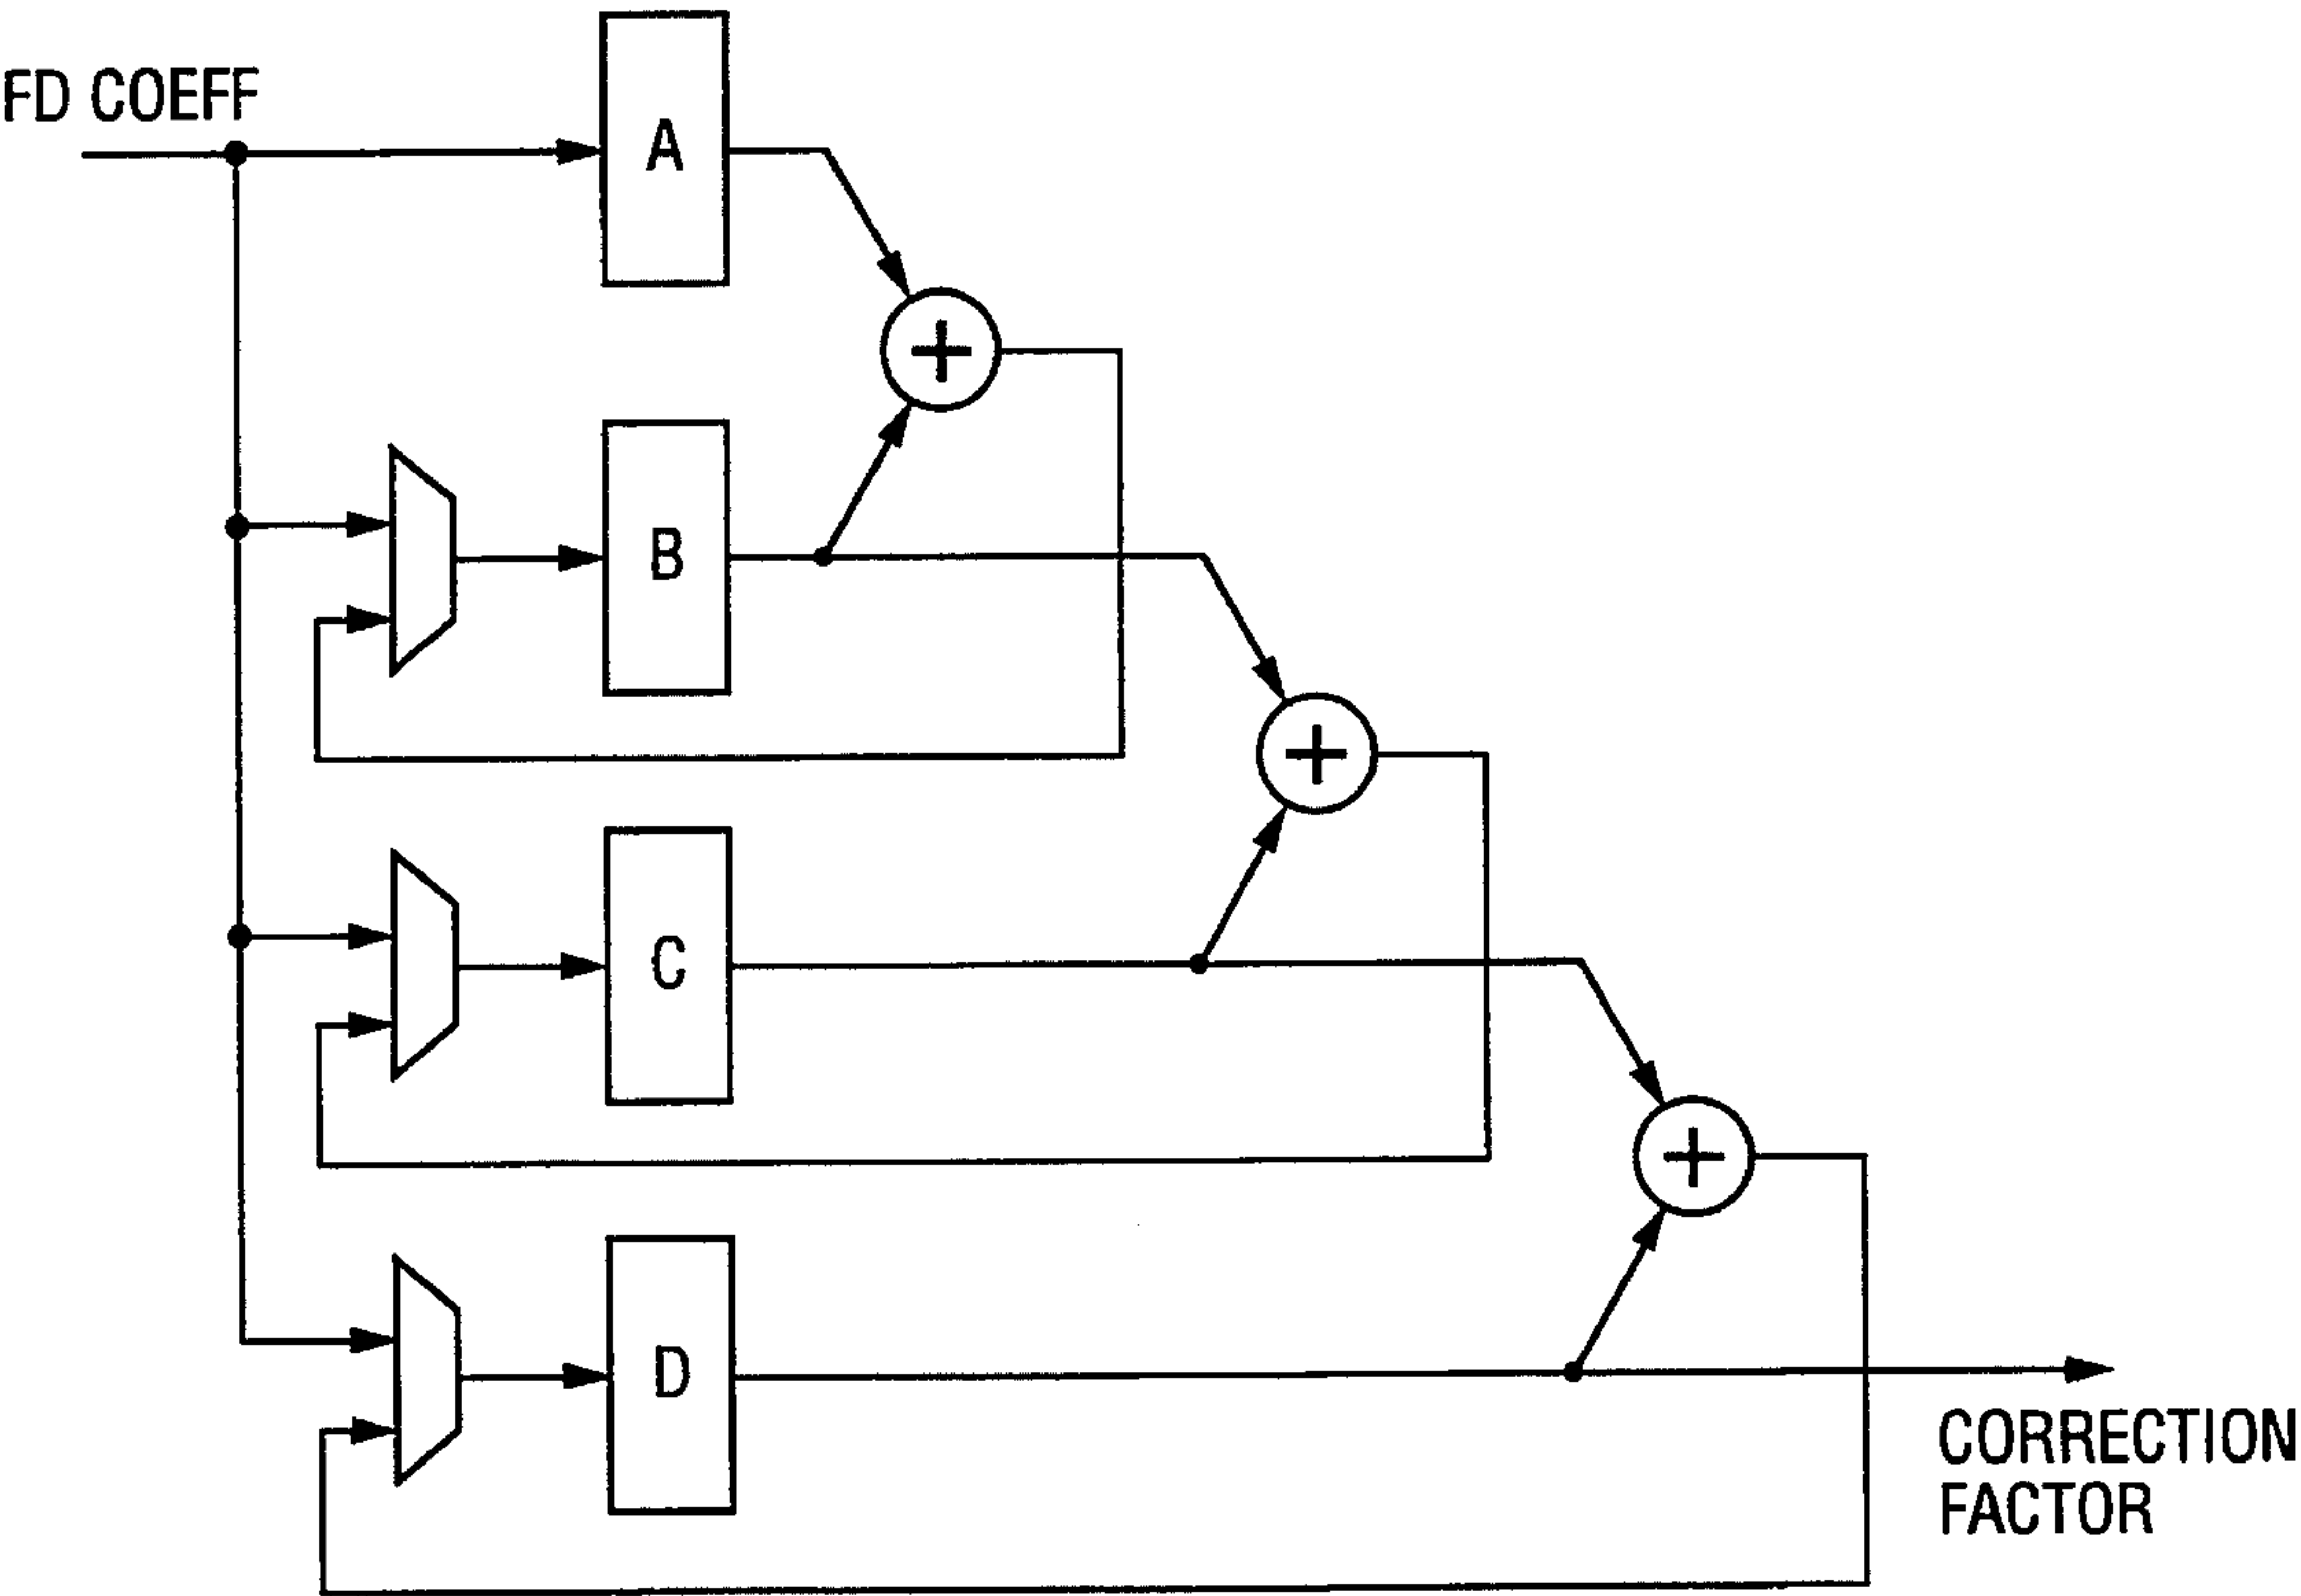 FD COEFF
A
+
B
+
C
+
D
CORRECTION
FACTOR